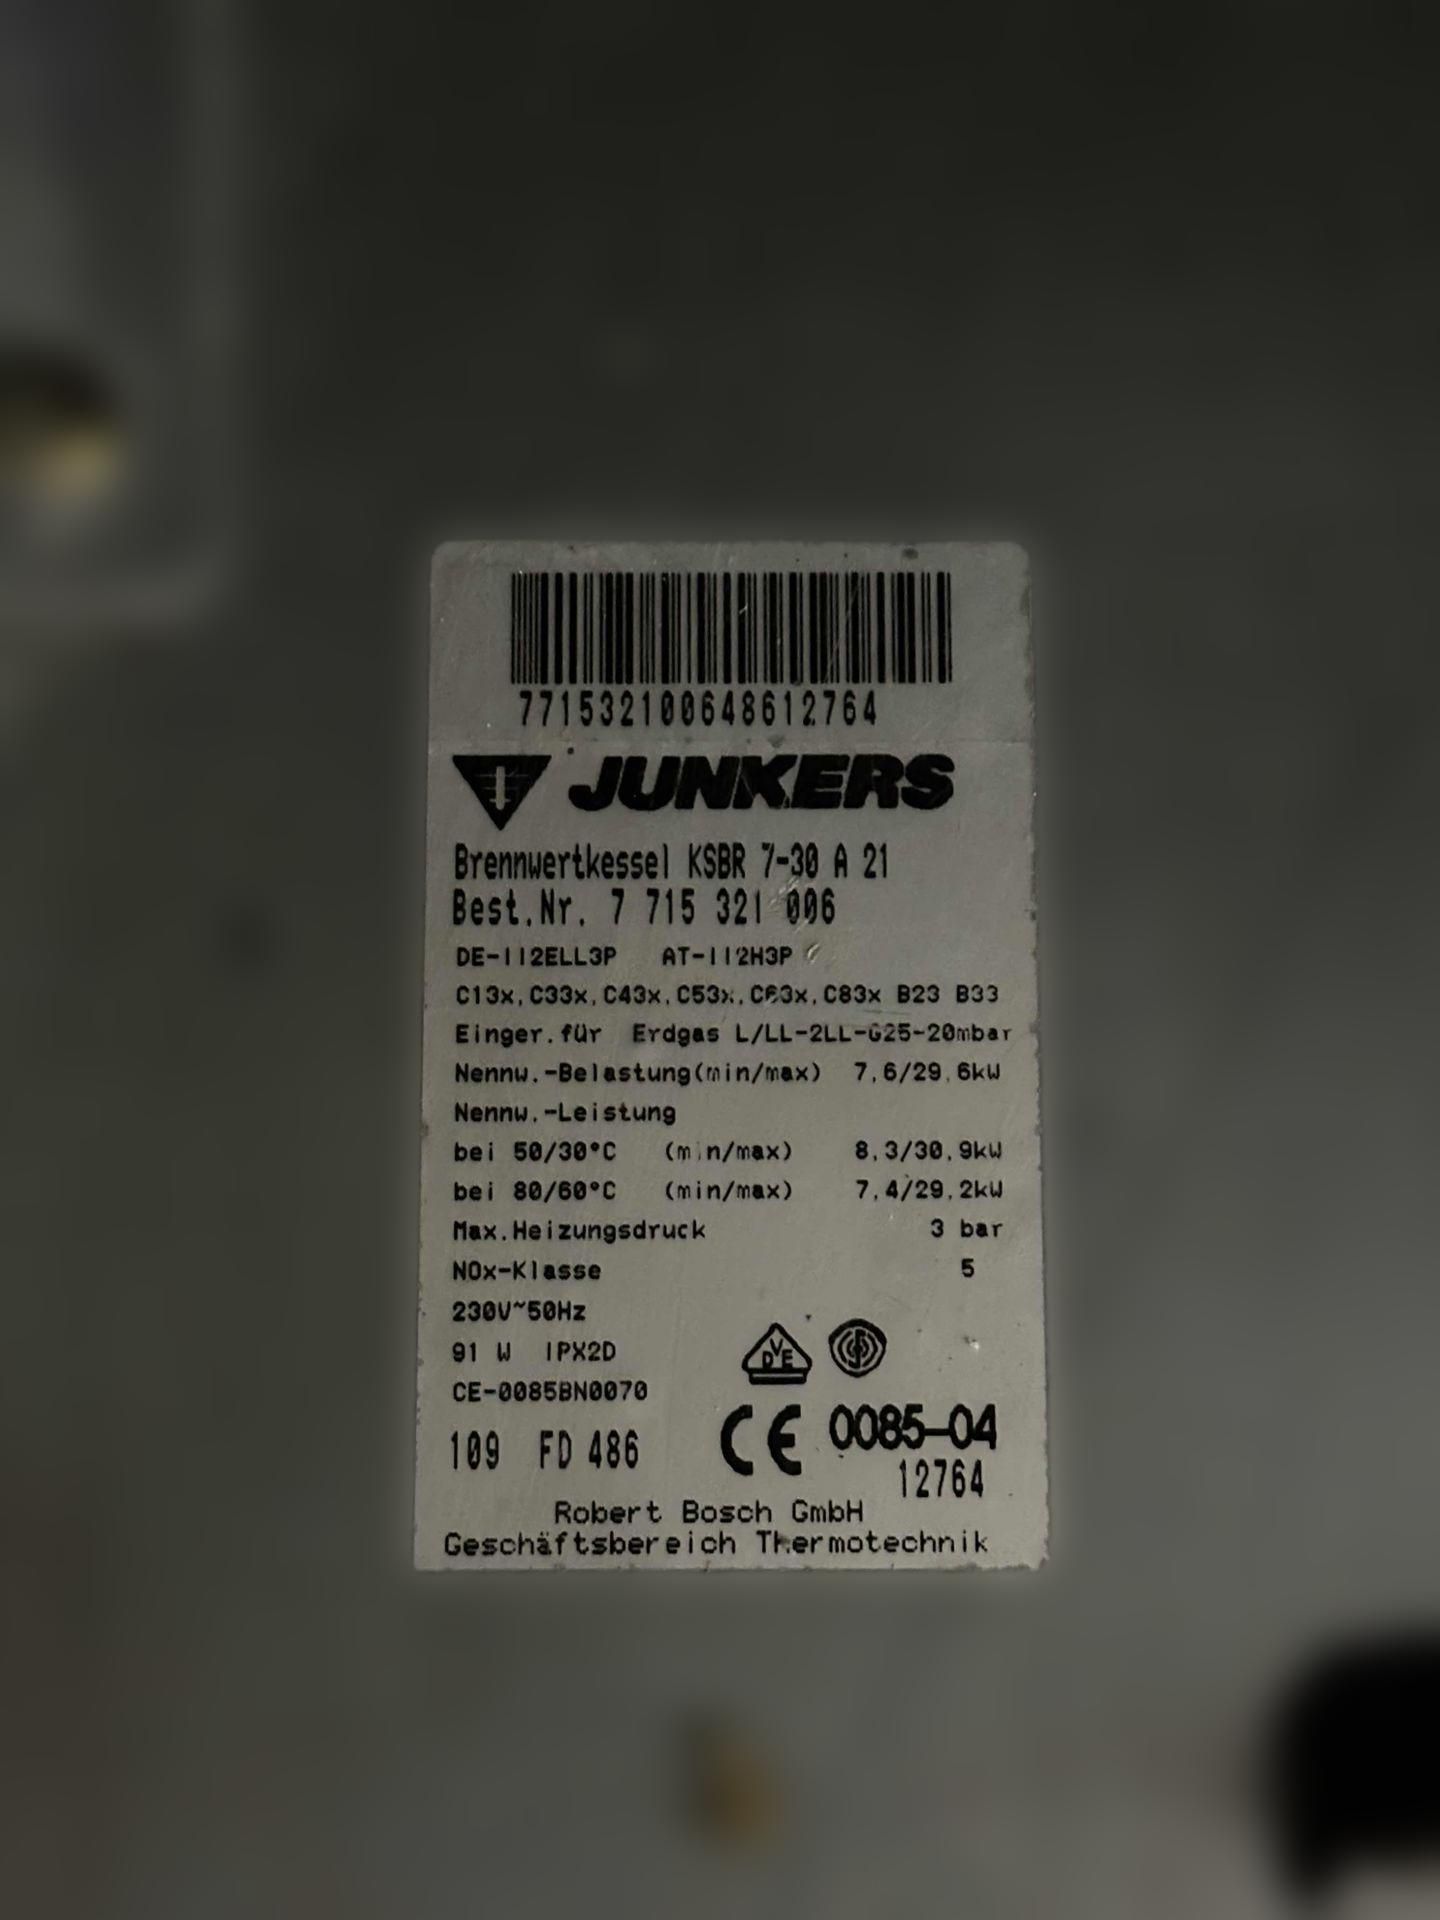 771532100648612764
JUNKERS
Brennwertkessel KSBR 7-30 A 21
Best.Nr. 7 715 321 006
DE-II2ELL3P AT-II2H3P
C13x,C33x,C43x,C53x,C63x,C83x B23 B33
Einger.für Erdgas L/LL-2LL-G25-20mbar
Nennw.-Belastung(min/max) 7,6/29,6kW
Nennw.-Leistung
bei 50/30°C (min/max) 8,3/30,9kW
bei 80/60°C (min/max) 7,4/29,2kW
Max.Heizungsdruck 3 bar
NOx-Klasse 5
230V~50Hz
91 W IPX2D
VDE
CE-0085BN0070
109 FD 486
CE 0085-04
12764
Robert Bosch GmbH
Geschäftsbereich Thermotechnik